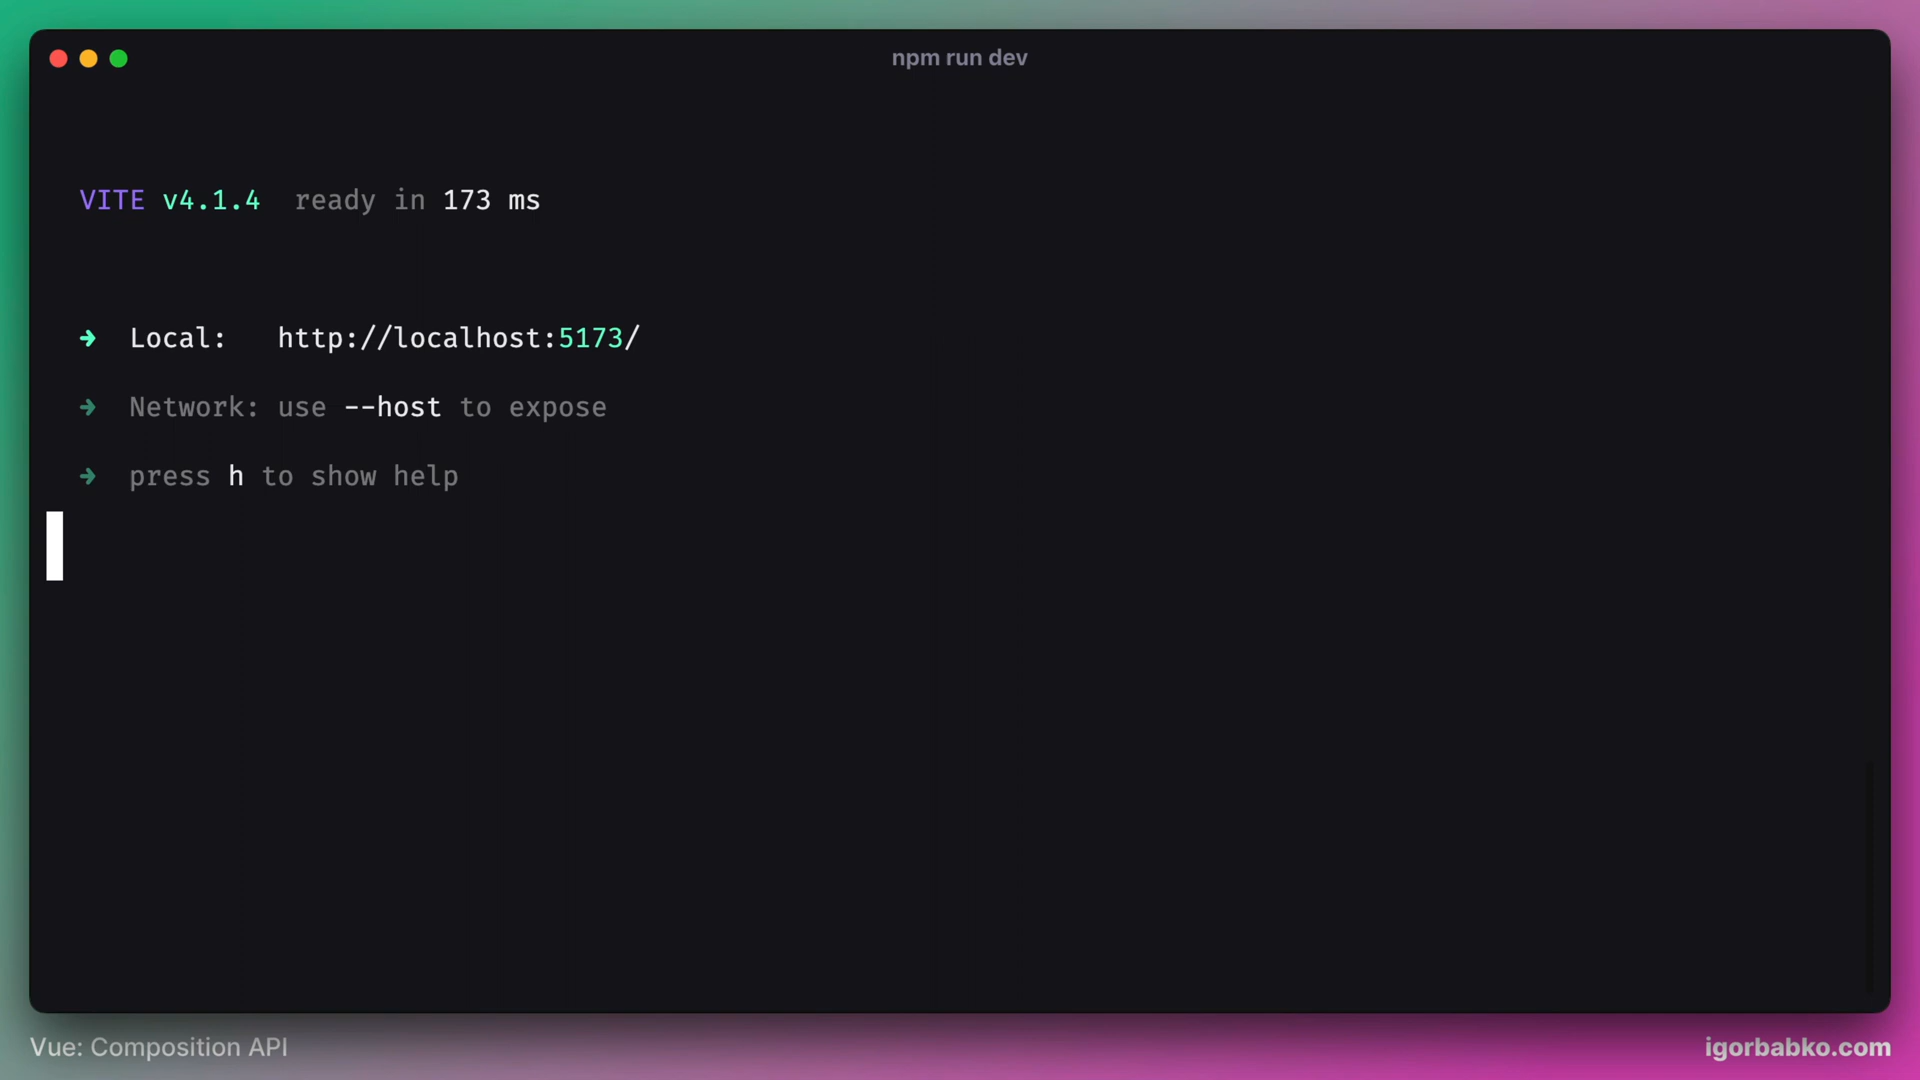 npm run dev
VITE v4.1.4  ready in 173 ms
➜  Local:   http://localhost:5173/
➜  Network: use --host to expose
➜  press h to show help
Vue: Composition API
igorbabko.com